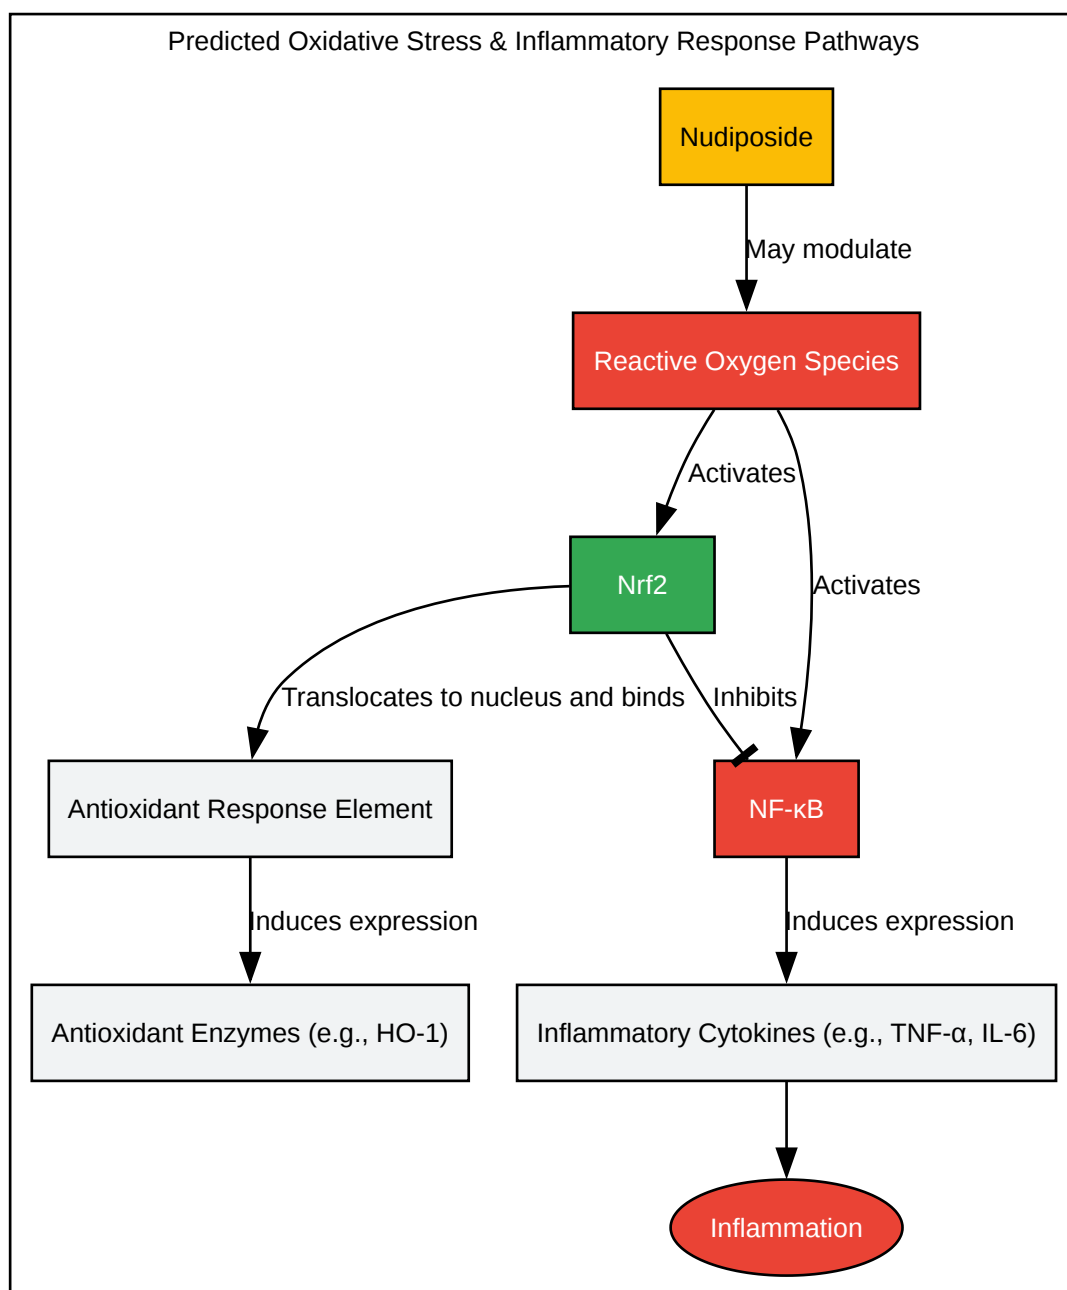 Predicted Oxidative Stress & Inflammatory Response Pathways
Nudiposide
May modulate
Reactive Oxygen Species
Activates
Nrf2
Activates
Translocates to nucleus and binds
Inhibits
Antioxidant Response Element
NF-κB
Induces expression
Induces expression
Antioxidant Enzymes (e.g., HO-1)
Inflammatory Cytokines (e.g., TNF-α, IL-6)
Inflammation